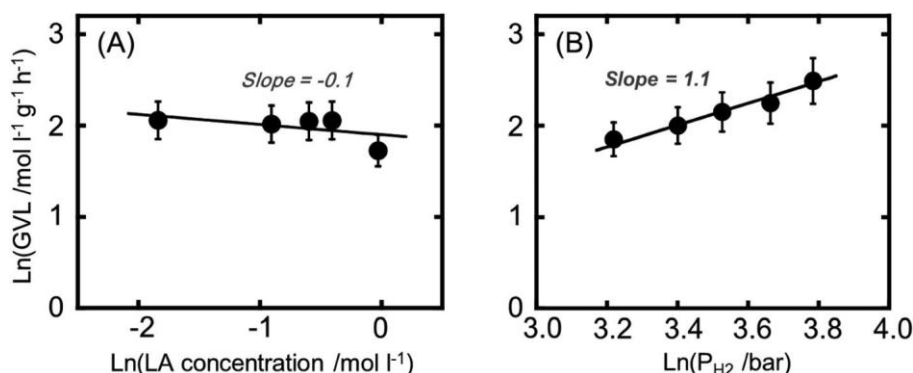 (A)
Slope = -0.1
Ln(GVL /mol l⁻¹ g⁻¹ h⁻¹)
3
2
1
0
-2
-1
0
Ln(LA concentration /mol l⁻¹)
(B)
Slope = 1.1
3
2
1
0
3.0
3.2
3.4
3.6
3.8
4.0
Ln(P_H2 /bar)